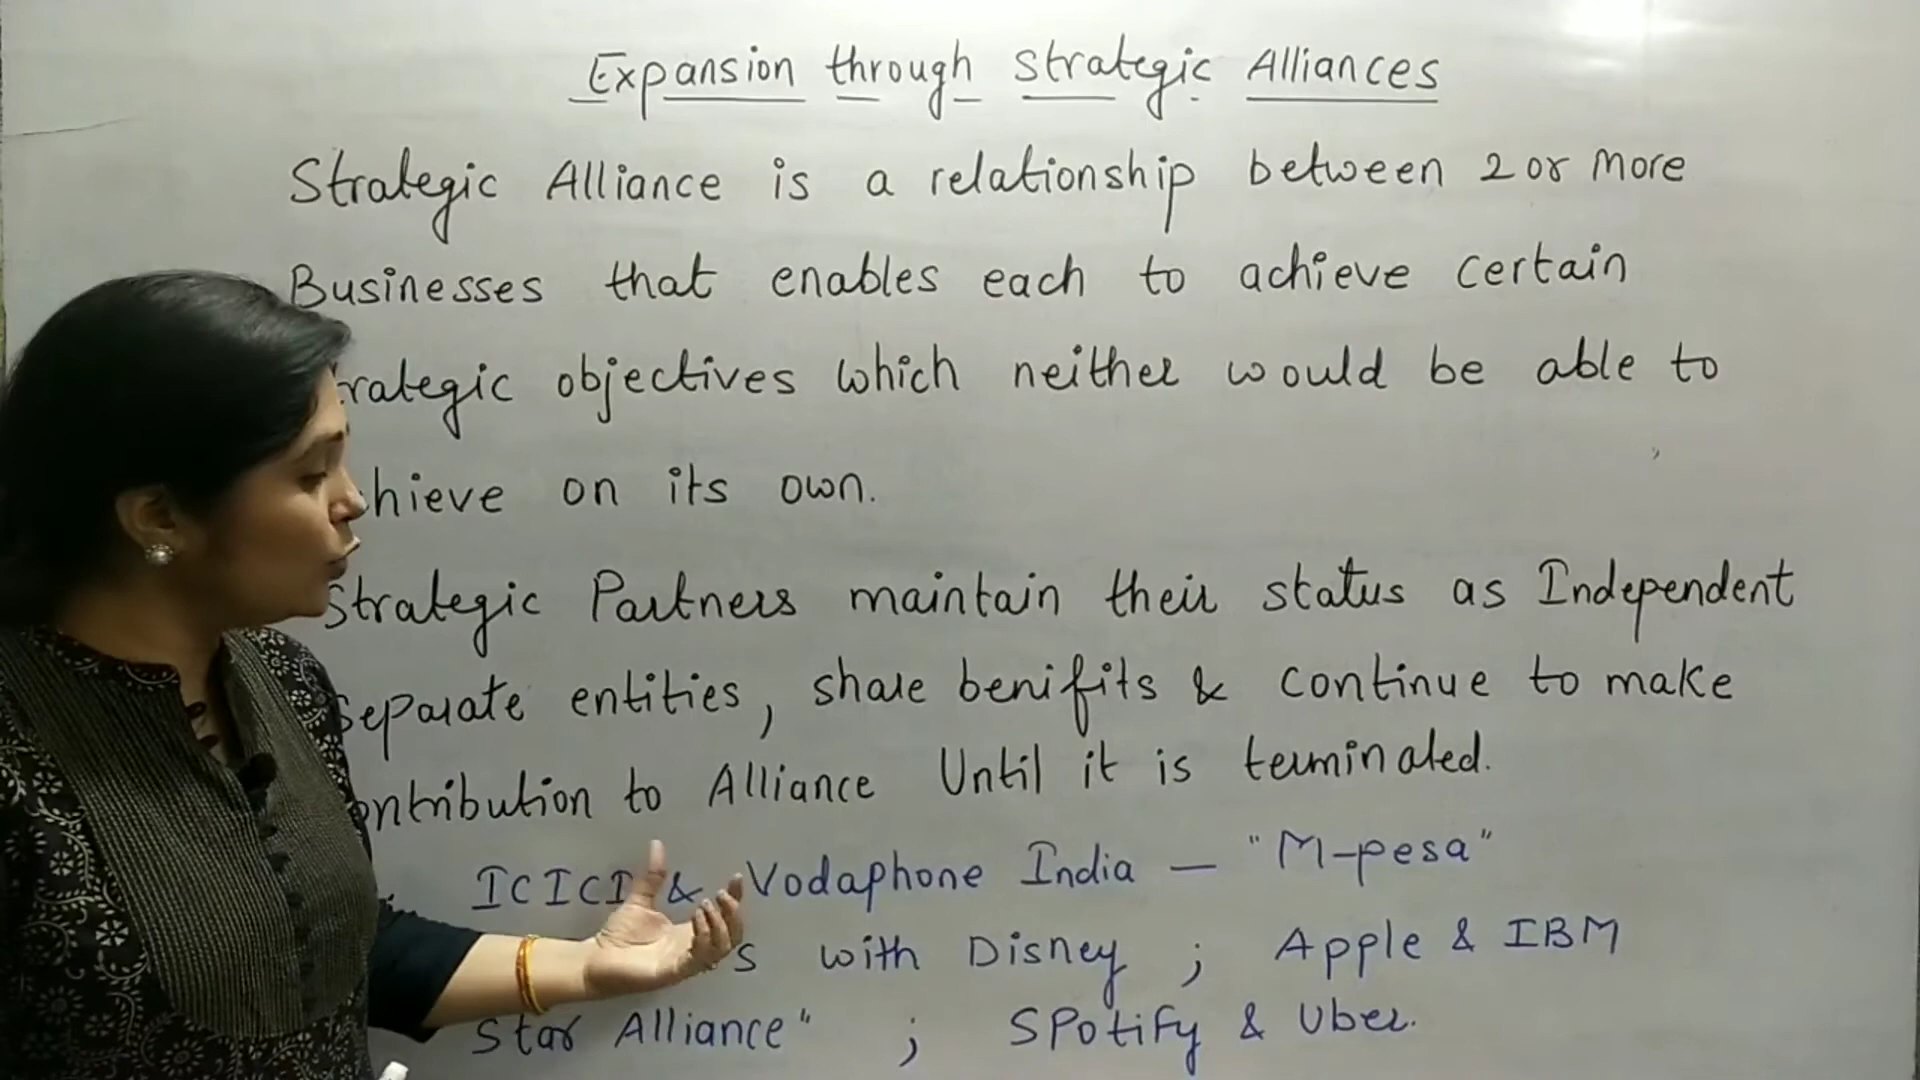 Expansion through Strategic Alliances
Strategic Alliance is a relationship between 2 or More
Businesses that enables each to achieve certain
rategic objectives which neither would be able to
hieve on its own.
Strategic Partners maintain their status as Independent
Separate entities, share benifits & continue to make
ontribution to Alliance Until it is terminated.
ICICI & Vodaphone India — "M-pesa"
s with Disney ; Apple & IBM
Star Alliance" ; SPotify & Uber.